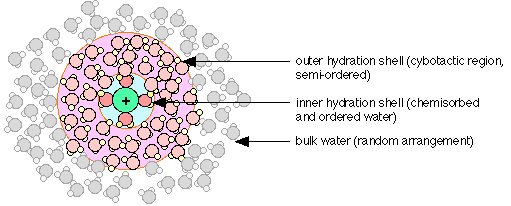 outer hydration shell (cybotactic region,
semi-ordered)
+
inner hydration shell (chemisorbed
and ordered water)
bulk water (random arrangement)